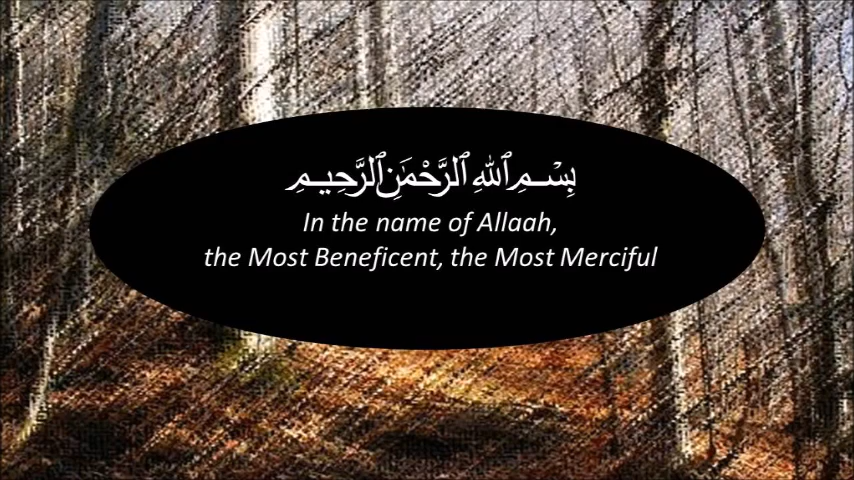 بِسْمِ ٱللَّهِ ٱلرَّحْمَٰنِ ٱلرَّحِيمِ
In the name of Allaah,
the Most Beneficent, the Most Merciful